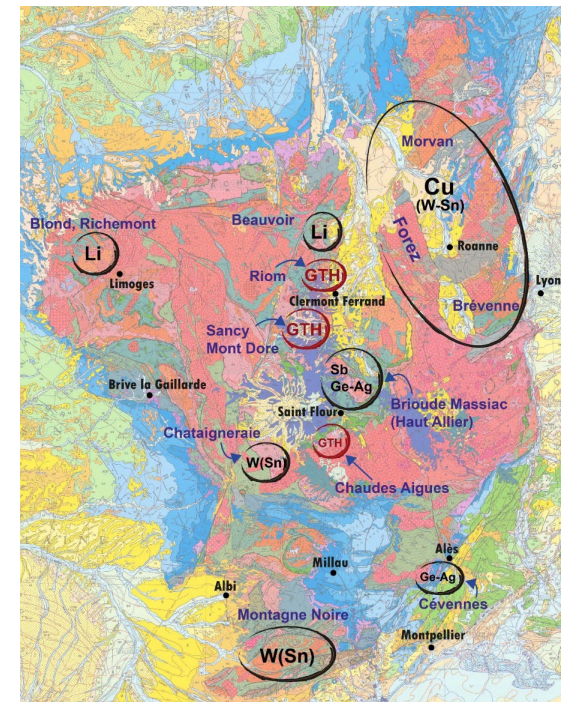 Morvan
Cu
(W-Sn)
Blond, Richemont
Beauvoir
Li
Li
Forez
Roanne
Limoges
Riom
GTH
Clermont Ferrand
Lyon
Brévenne
Sancy
Mont Dore
GTH
Sb
Ge-Ag
Brive la Gaillarde
Brioude Massiac
(Haut Allier)
Saint Flour
Chataigneraie
GTH
W(Sn)
Chaudes Aigues
Millau
Alès
Albi
Ge-Ag
Cévennes
Montagne Noire
Montpellier
W(Sn)